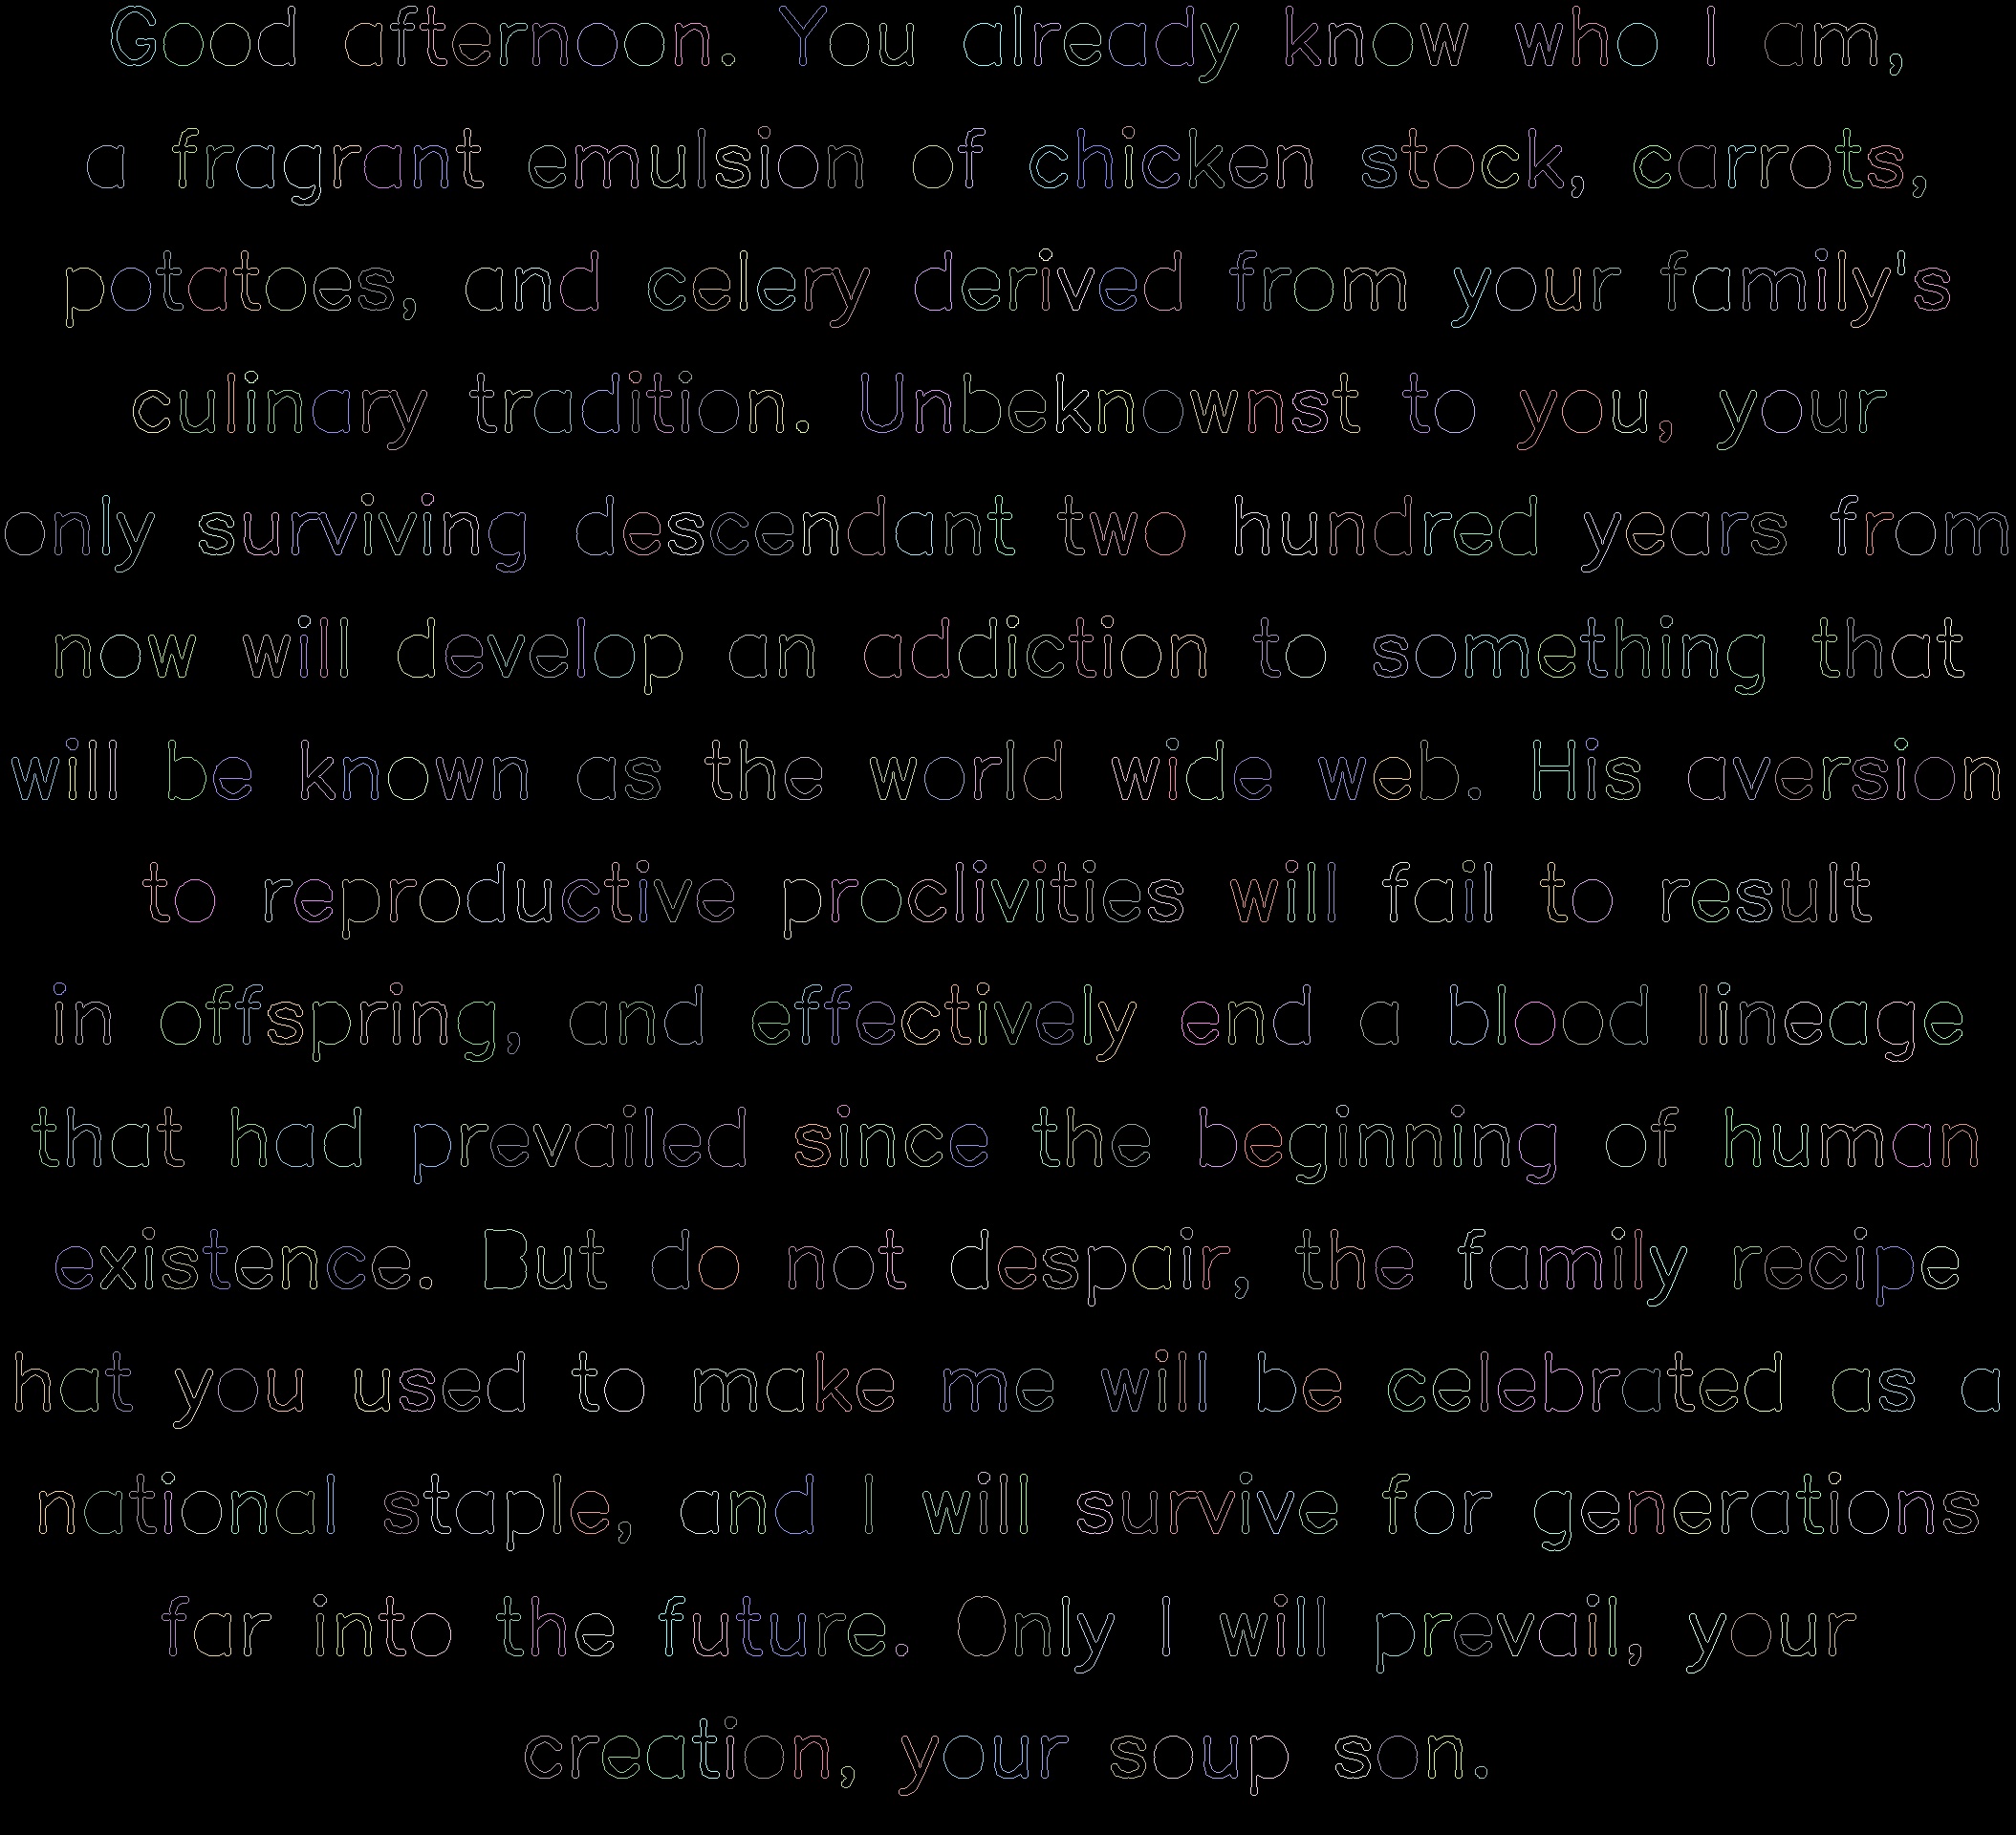 Good afternoon. You already know who I am,
a fragrant emulsion of chicken stock, carrots,
potatoes, and celery derived from your family's
culinary tradition. Unbeknownst to you, your
only surviving descendant two hundred years from
now will develop an addiction to something that
will be known as the world wide web. His aversion
to reproductive proclivities will fail to result
in offspring, and effectively end a blood lineage
that had prevailed since the beginning of human
existence. But do not despair, the family recipe
hat you used to make me will be celebrated as a
national staple, and I will survive for generations
far into the future. Only I will prevail, your
creation, your soup son.